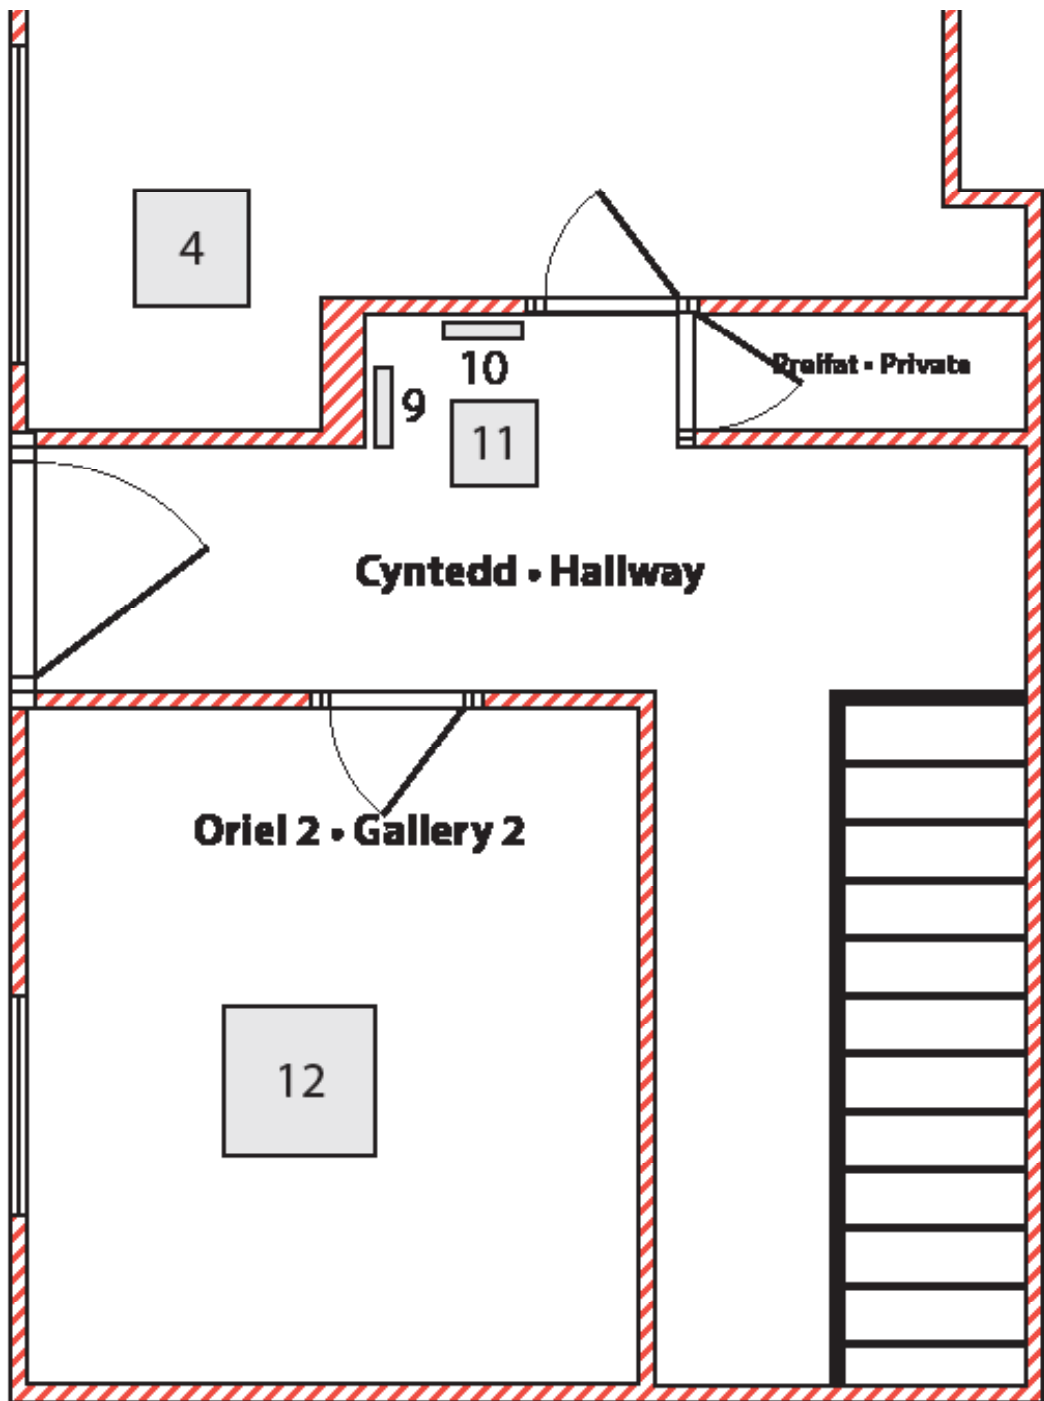 4
10
Preifat • Private
9
11
Cyntedd • Hallway
Oriel 2 • Gallery 2
12